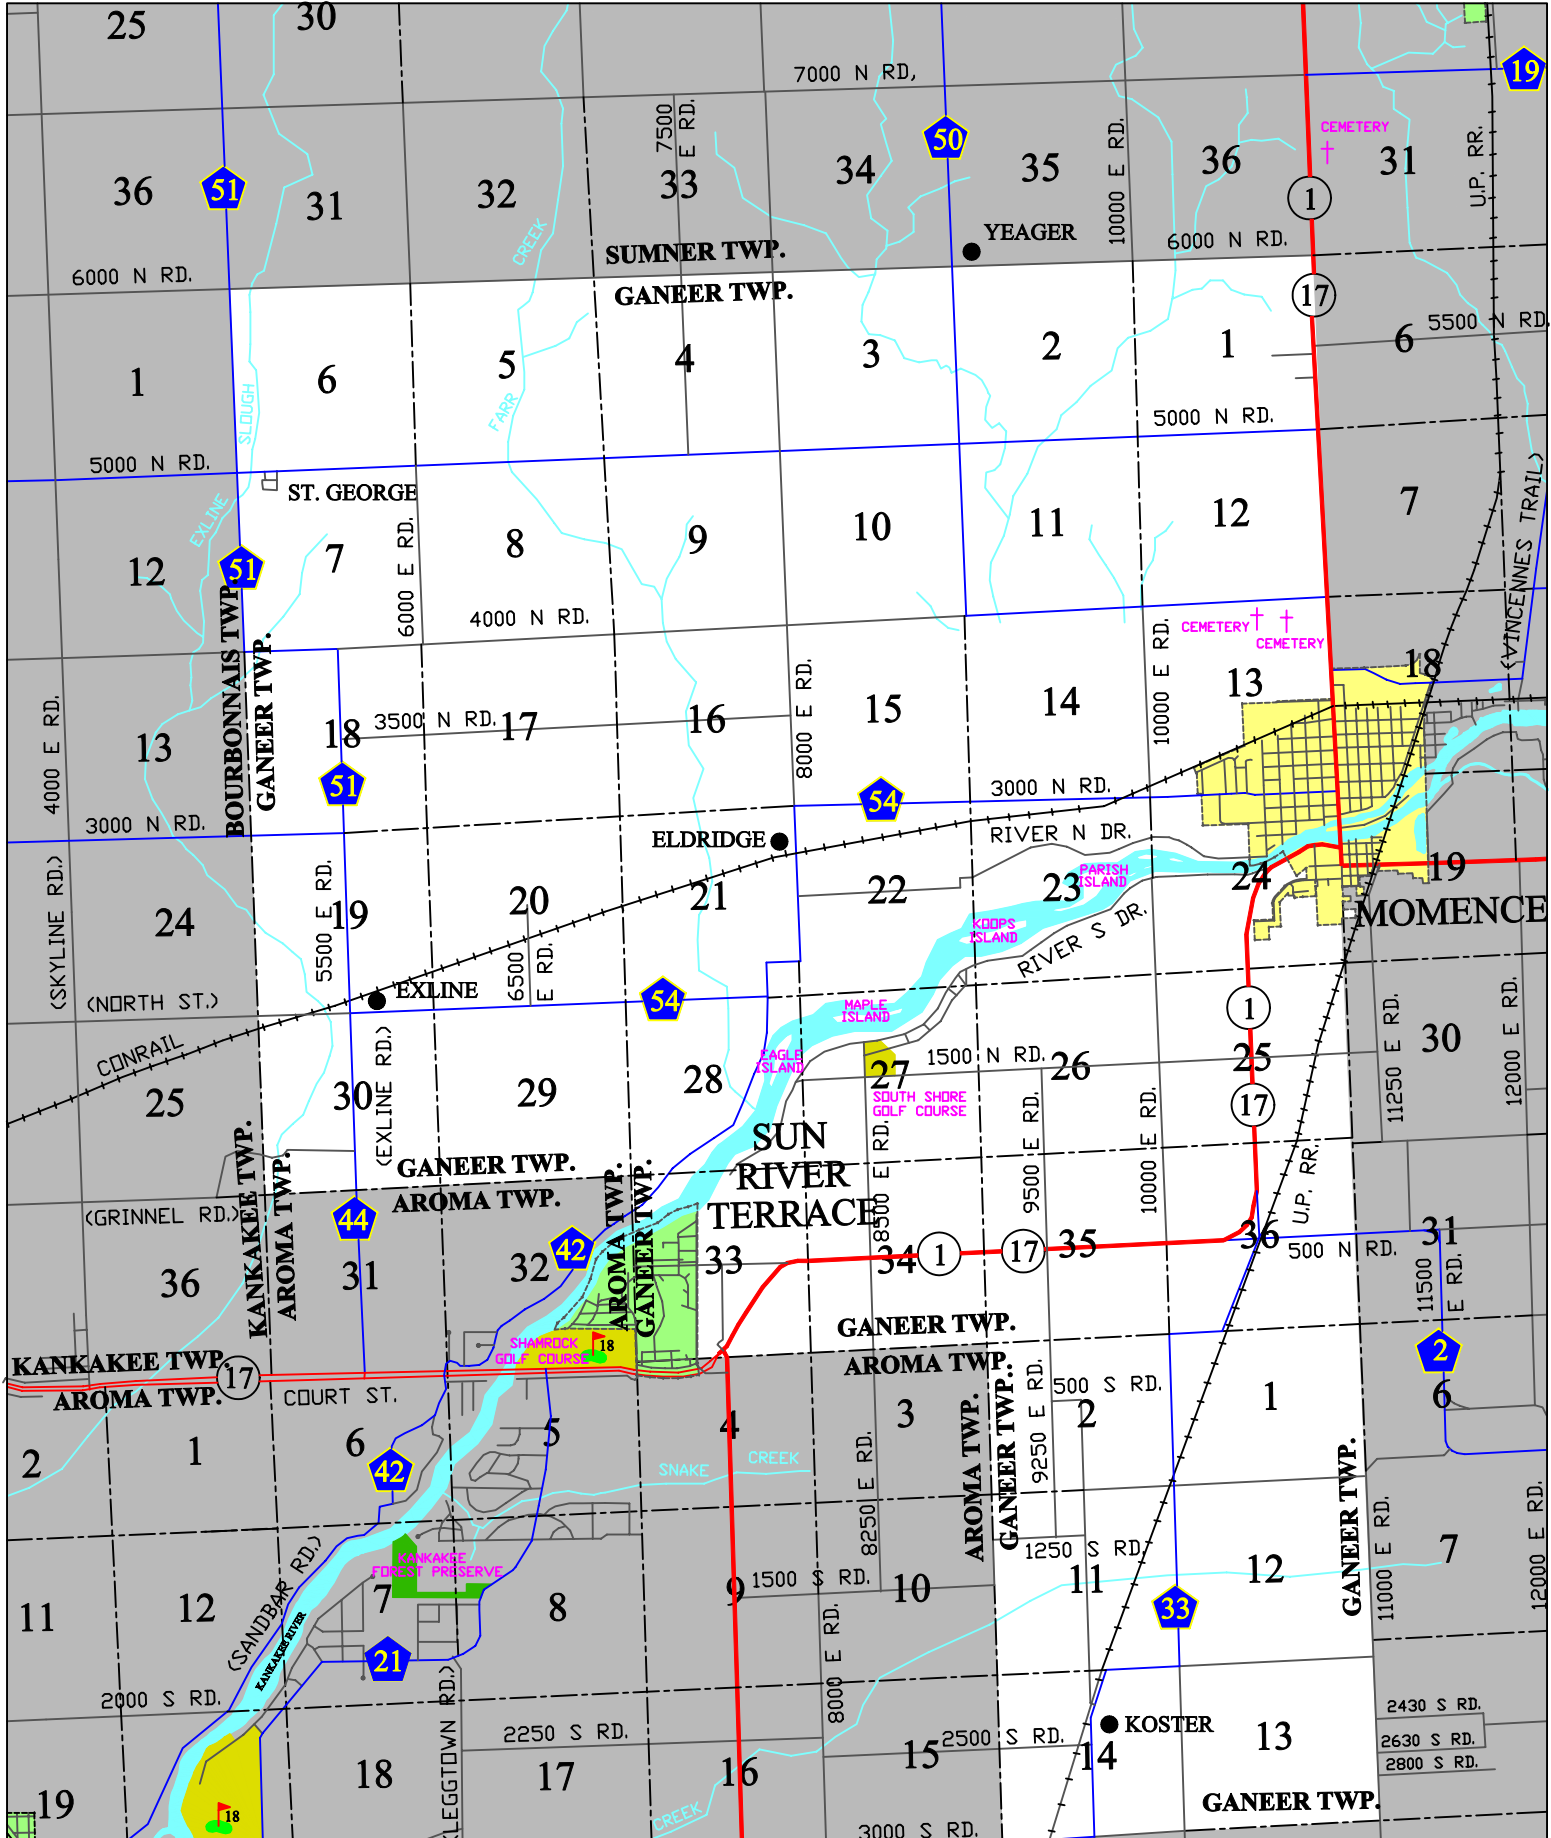 25
30
7000 N RD,
19
7500
E RD.
50
10000 E RD.
CEMETERY
U.P. RR.
36
51
31
32
33
34
35
36
31
1
CREEK
YEAGER
6000 N RD.
SUMNER TWP.
GANEER TWP.
6000 N RD.
17
1
6
5
4
3
2
1
6
5500 N RD.
SLOUGH
FARR
5000 N RD.
5000 N RD.
ST. GEORGE
EXLINE
12
51
7
6000 E RD.
8
9
10
11
12
7
(VINCENNES TRAIL)
4000 N RD.
CEMETERY
CEMETERY
BOURBONNAIS TWP.
GANEER TWP.
4000 E RD.
13
18
3500 N RD.
17
16
8000 E RD.
15
14
10000 E RD.
13
18
51
54
3000 N RD.
3000 N RD.
ELDRIDGE
RIVER N DR.
(SKYLINE RD.)
24
5500 E RD.
19
20
21
22
23
PARISH
ISLAND
24
19
MOMENCE
KOOPS
ISLAND
RIVER S DR.
6500
E RD.
(NORTH ST.)
EXLINE
54
MAPLE
ISLAND
1
CONRAIL
EAGLE
ISLAND
1500 N RD.
25
30
11250 E RD.
12000 E RD.
25
30
(EXLINE RD.)
29
28
27
26
SOUTH SHORE
GOLF COURSE
17
9500 E RD.
10000 E RD.
8500 E RD.
SUN
RIVER
TERRACE
KANKAKEE TWP.
AROMA TWP.
GANEER TWP.
AROMA TWP.
AROMA TWP.
GANEER TWP.
(GRINNEL RD.)
44
42
U.P. RR.
36
31
32
33
34
1
17
35
36
500 N RD.
31
11500
E RD.
GANEER TWP.
AROMA TWP.
SHAMROCK
GOLF COURSE
18
KANKAKEE TWP.
AROMA TWP.
17
COURT ST.
2
500 S RD.
2
1
6
3
4
5
6
1
2
42
SNAKE
CREEK
8250 E RD.
AROMA TWP.
GANEER TWP.
9250 E RD.
GANEER TWP.
11000 E RD.
12000 E RD.
KANKAKEE
FOREST PRESERVE
1250 S RD.
1500 S RD.
(SANDBAR RD.)
KANKAKEE RIVER
11
12
7
8
9
10
11
12
7
33
21
2000 S RD.
8000 E RD.
(LEGGTOWN RD.)
2250 S RD.
2500 S RD.
KOSTER
2430 S RD.
2630 S RD.
2800 S RD.
19
18
17
16
15
14
13
18
CREEK
GANEER TWP.
3000 S RD.